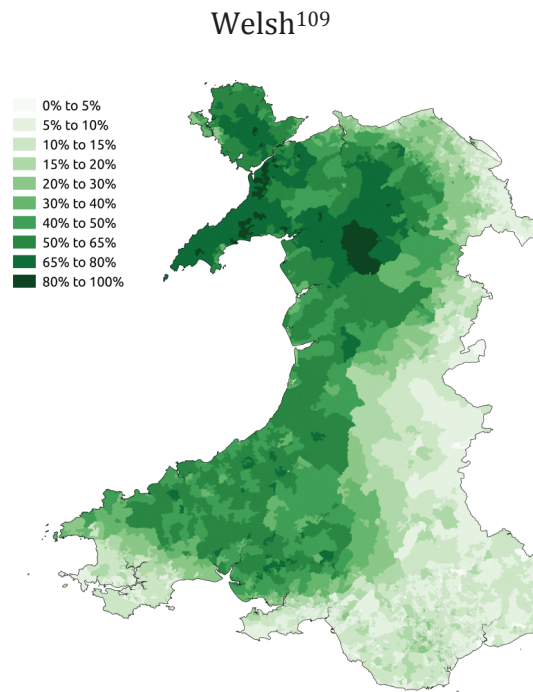 Welsh¹⁰⁹
0% to 5%
5% to 10%
10% to 15%
15% to 20%
20% to 30%
30% to 40%
40% to 50%
50% to 65%
65% to 80%
80% to 100%